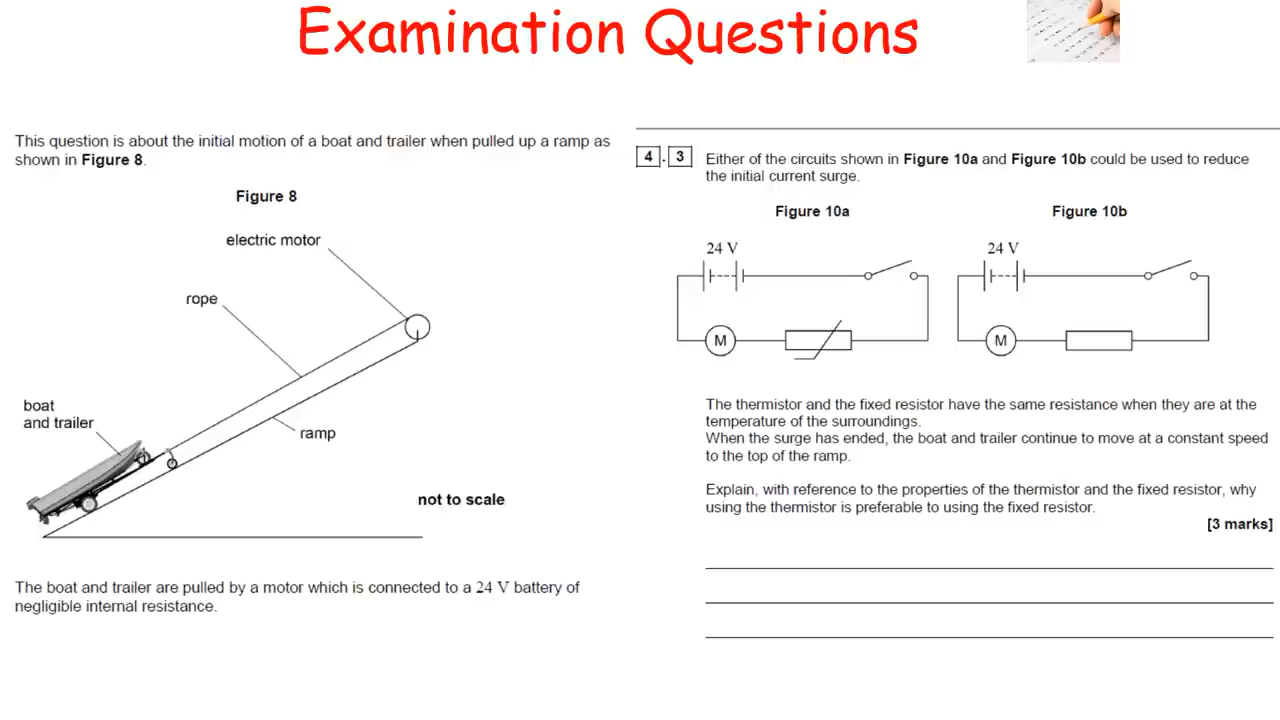 Examination Questions
This question is about the initial motion of a boat and trailer when pulled up a ramp as
shown in Figure 8.
Figure 8
electric motor
rope
boat
and trailer
ramp
not to scale
The boat and trailer are pulled by a motor which is connected to a 24 V battery of
negligible internal resistance.
4 . 3
Either of the circuits shown in Figure 10a and Figure 10b could be used to reduce
the initial current surge.
Figure 10a
Figure 10b
24 V
24 V
M
M
The thermistor and the fixed resistor have the same resistance when they are at the
temperature of the surroundings.
When the surge has ended, the boat and trailer continue to move at a constant speed
to the top of the ramp.
Explain, with reference to the properties of the thermistor and the fixed resistor, why
using the thermistor is preferable to using the fixed resistor.
[3 marks]